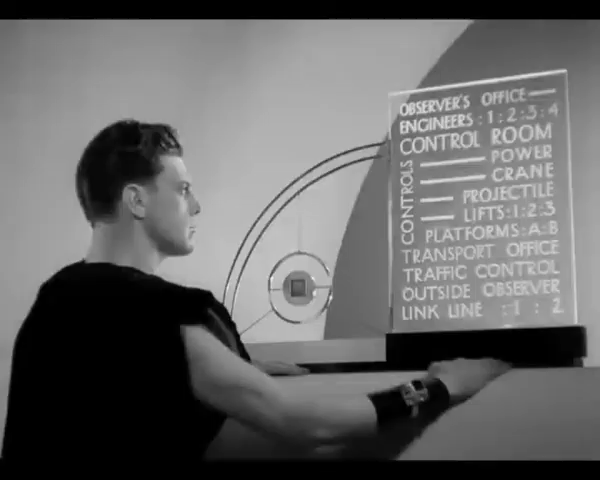 OBSERVER'S OFFICE
ENGINEERS:1:2:3:4
CONTROL ROOM
CONTROLS
POWER
CRANE
PROJECTILE
LIFTS:1:2:3
PLATFORMS:A:B
TRANSPORT OFFICE
TRAFFIC CONTROL
OUTSIDE OBSERVER
LINK LINE :1:2